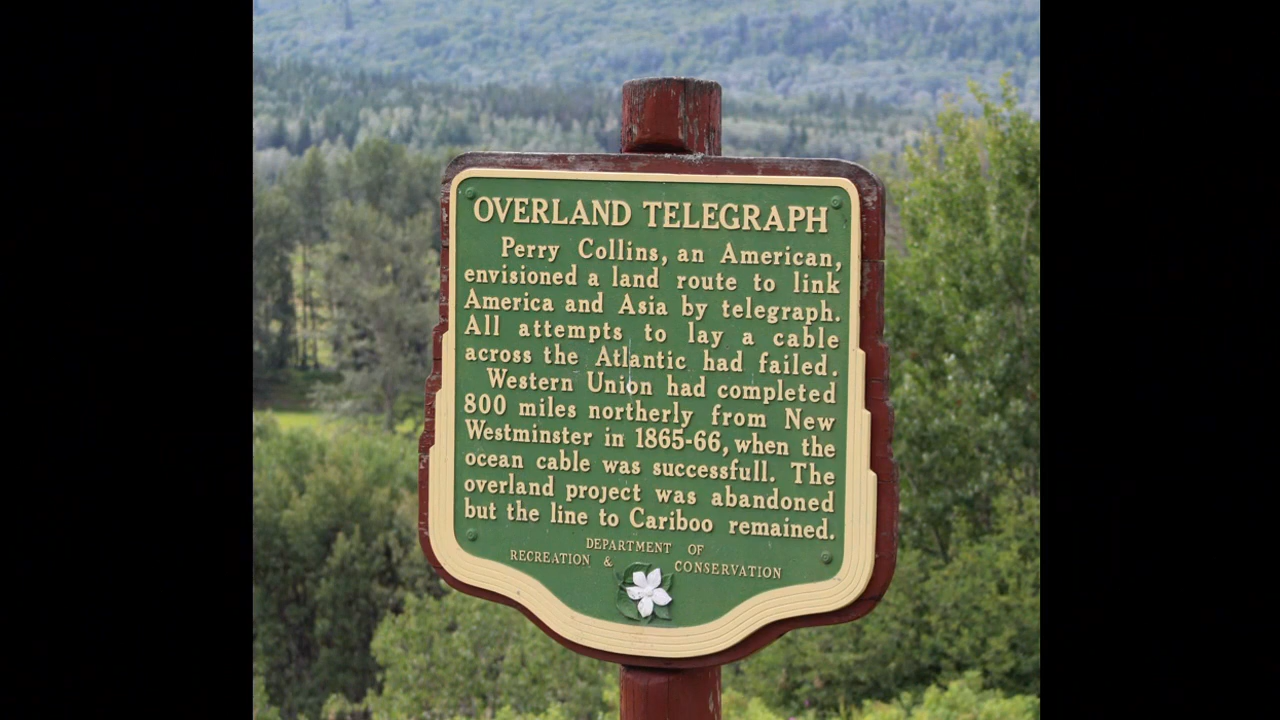 OVERLAND TELEGRAPH
Perry Collins, an American,
envisioned a land route to link
America and Asia by telegraph.
All attempts to lay a cable
across the Atlantic had failed.
Western Union had completed
800 miles northerly from New
Westminster in 1865-66, when the
ocean cable was successfull. The
overland project was abandoned
but the line to Cariboo remained.
DEPARTMENT OF
RECREATION & CONSERVATION